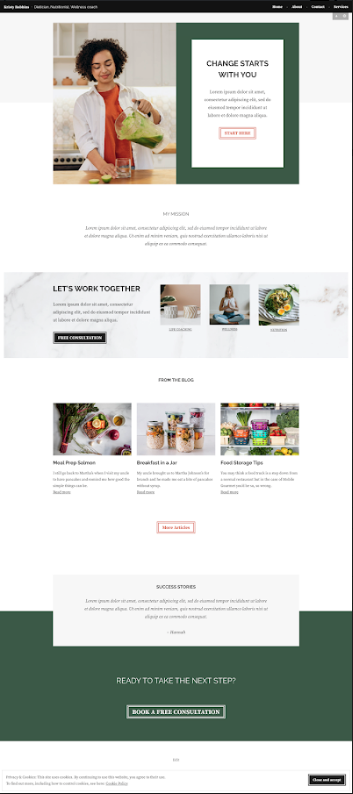 Kelsey Robbins Dietician, Nutritionist, Wellness coach Home About Contact Services
CHANGE STARTS
WITH YOU
Lorem ipsum dolor sit amet,
consectetur adipiscing elit, sed do
eiusmod tempor incididunt ut
labore et dolore magna aliqua.
START HERE
MY MISSION
Lorem ipsum dolor sit amet, consectetur adipiscing elit, sed do eiusmod tempor incididunt ut labore
et dolore magna aliqua. Ut enim ad minim veniam, quis nostrud exercitation ullamco laboris nisi ut
aliquip ex ea commodo consequat.
LET'S WORK TOGETHER
Lorem ipsum dolor sit amet, consectetur
adipiscing elit, sed do eiusmod tempor incididunt
ut labore et dolore magna aliqua.
FREE CONSULTATION
LIFE COACHING
WELLNESS
FROM THE BLOG
Meal Prep Salmon
Read more
Breakfast in a Jar
Read more
Food Storage Tips
Read more
More Articles
SUCCESS STORIES
Lorem ipsum dolor sit amet, consectetur adipiscing elit, sed do eiusmod tempor incididunt ut labore
et dolore magna aliqua. Ut enim ad minim veniam, quis nostrud exercitation ullamco laboris nisi ut
aliquip ex ea commodo consequat.
- Hannah
READY TO TAKE THE NEXT STEP?
BOOK A FREE CONSULTATION
Privacy & Cookies: This site uses cookies. By continuing to use this website, you agree to their use.
To find out more, including how to control cookies, see here: Cookie Policy
Close and accept